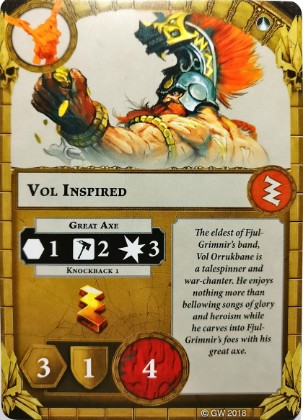 VOL INSPIRED
GREAT AXE
1 2 3
KNOCKBACK 1
The eldest of Fjul-
Grimnir's band,
Vol Orrukbane is
a talespinner and
war-chanter. He enjoys
nothing more than
bellowing songs of glory
and heroism while
he carves into Fjul-
Grimnir's foes with his
great axe.
3 1 4
© GW 2018